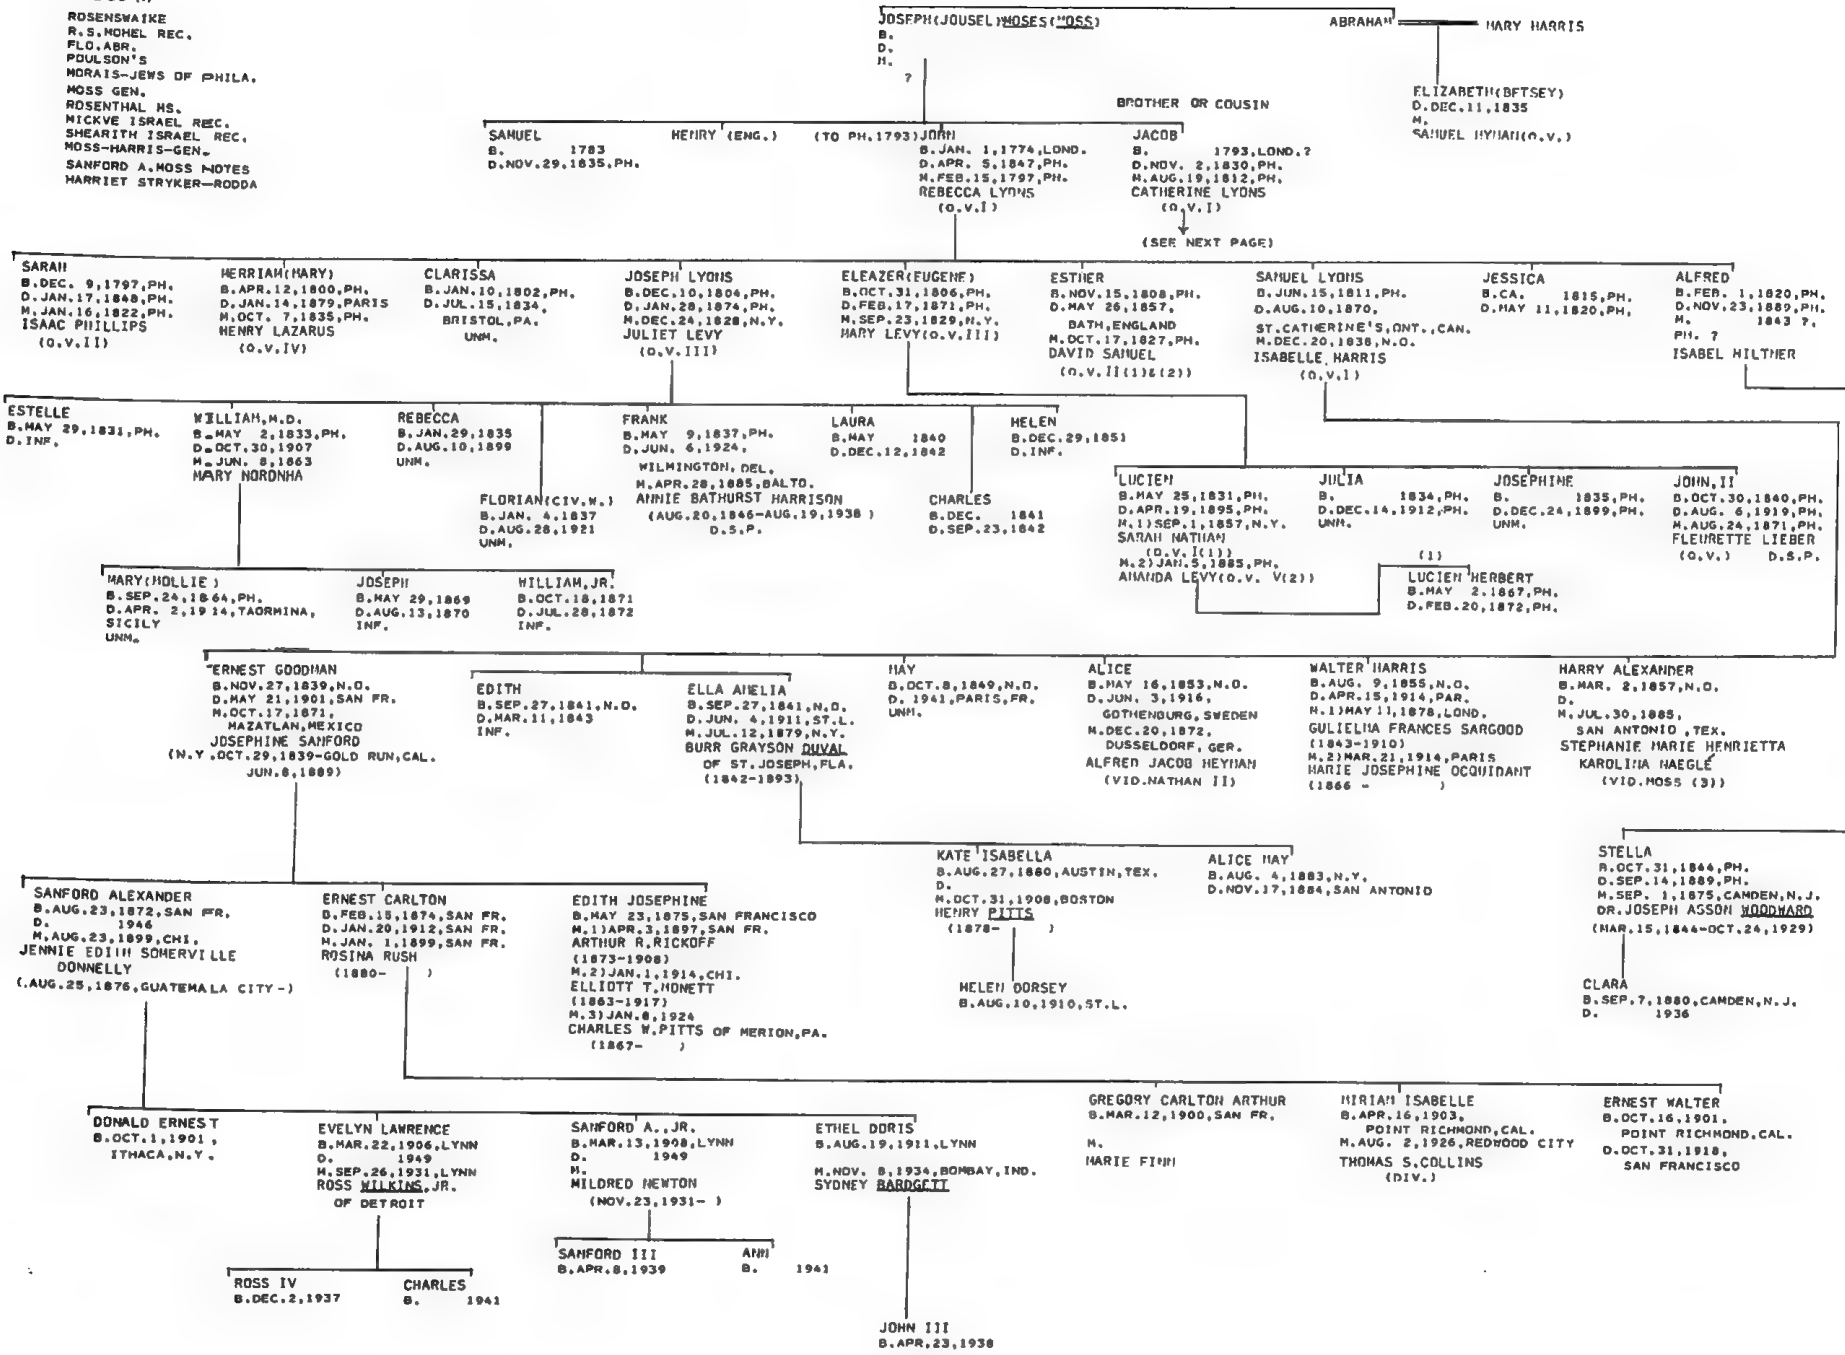 ROSENSWAIKE
R.S.MOHEL REC.
FLO.ABR.
POULSON'S
MORAIS-JEWS OF PHILA.
MOSS GEN.
ROSENTHAL MS.
MICKVE ISRAEL REC.
SHEARITH ISRAEL REC.
MOSS-HARRIS-GEN.
SANFORD A.MOSS NOTES
HARRIET STRYKER-RODDA
JOSEPH(JOUSEL)MOSES(MOSS)
B.
D.
M.
?
ABRAHAM
MARY HARRIS
ELIZABETH(BETSEY)
D.DEC.11,1835
M.
SAMUEL HYMAN(Q.V.)
BROTHER OR COUSIN
SAMUEL
B. 1783
D.NOV.29,1835,PH.
HENRY (ENG.)
(TO PH.1793)JOHN
B.JAN. 1,1774,LOND.
D.APR. 5,1847,PH.
M.FEB.15,1797,PH.
REBECCA LYONS
(Q.V.I)
JACOB
B. 1793,LOND.?
D.NOV. 2,1830,PH.
M.AUG.19,1812,PH.
CATHERINE LYONS
(Q.V.I)
(SEE NEXT PAGE)
SARAH
B.DEC. 9,1797,PH.
D.JAN.17,1848,PH.
M.JAN.16,1822,PH.
ISAAC PHILLIPS
(Q.V.II)
MERRIAM(MARY)
B.APR.12,1800,PH.
D.JAN.14,1879,PARIS
M.OCT. 7,1835,PH.
HENRY LAZARUS
(Q.V.IV)
CLARISSA
B.JAN.10,1802,PH.
D.JUL.15,1834,
BRISTOL,PA.
UNM.
JOSEPH LYONS
B.DEC.10,1804,PH.
D.JAN.28,1874,PH.
M.DEC.24,1828,N.Y.
JULIET LEVY
(Q.V.III)
ELEAZER(EUGENE)
B.OCT.31,1806,PH.
D.FEB.17,1871,PH.
M.SEP.23,1829,N.Y.
MARY LEVY(Q.V.III)
ESTHER
B.NOV.15,1808,PH.
D.MAY 26,1857,
BATH,ENGLAND
M.OCT.17,1827,PH.
DAVID SAMUEL
(Q.V.II(1)&(2))
SAMUEL LYONS
B.JUN.15,1811,PH.
D.AUG.10,1870,
ST.CATHERINE'S,ONT.,CAN.
M.DEC.20,1838,N.O.
ISABELLE HARRIS
(Q.V.I)
JESSICA
B.CA. 1815,PH.
D.MAY 11,1820,PH.
ALFRED
B.FEB. 1,1820,PH.
D.NOV.23,1889,PH.
M. 1843 ?,
PH. ?
ISABEL HILTNER
ESTELLE
B.MAY 29,1831,PH.
D.INF.
WILLIAM,M.D.
B.MAY 2,1833,PH.
D.OCT.30,1907
M.JUN. 8,1863
MARY NORONHA
REBECCA
B.JAN.29,1835
D.AUG.10,1899
UNM.
FLORIAN(CIV.W.)
B.JAN. 4,1837
D.AUG.28,1921
UNM.
FRANK
B.MAY 9,1837,PH.
D.JUN. 6,1924,
WILMINGTON, DEL.
M.APR.28,1885,BALTO.
ANNIE BATHURST HARRISON
(AUG.20,1846-AUG.19,1938)
D.S.P.
LAURA
B.MAY 1840
D.DEC.12,1842
CHARLES
B.DEC. 1841
D.SEP.23,1842
HELEN
B.DEC.29,1851
D.INF.
LUCIEN
B.MAY 25,1831,PH.
D.APR.19,1895,PH.
M.1)SEP.1,1857,N.Y.
SARAH NATHAN
(Q.V.I(1))
M.2)JAN.5,1885,PH.
AMANDA LEVY(Q.V. V(2))
JULIA
B. 1834,PH.
D.DEC.14,1912,PH.
UNM.
JOSEPHINE
B. 1835,PH.
D.DEC.24,1899,PH.
UNM.
JOHN,II
B.OCT.30,1840,PH.
D.AUG. 6,1919,PH.
M.AUG.24,1871,PH.
FLEURETTE LIEBER
(Q.V.) D.S.P.
(1)
LUCIEN HERBERT
B.MAY 2,1867,PH.
D.FEB.20,1872,PH.
MARY(MOLLIE)
B.SEP.24,1864,PH.
D.APR. 2,1914,TAORMINA,
SICILY
UNM.
JOSEPH
B.MAY 29,1869
D.AUG.13,1870
INF.
WILLIAM,JR.
B.OCT.18,1871
D.JUL.28,1872
INF.
ERNEST GOODMAN
B.NOV.27,1839,N.O.
D.MAY 21,1901,SAN FR.
M.OCT.17,1871,
MAZATLAN,MEXICO
JOSEPHINE SANFORD
(N.Y.OCT.29,1839-GOLD RUN,CAL.
JUN.8,1889)
EDITH
B.SEP.27,1841,N.O.
D.MAR.11,1843
INF.
ELLA AMELIA
B.SEP.27,1841,N.O.
D.JUN. 4,1911,ST.L.
M.JUL.12,1879,N.Y.
BURR GRAYSON DUVAL
OF ST.JOSEPH,FLA.
(1842-1893)
MAY
B.OCT.8,1849,N.O.
D. 1941,PARIS,FR.
UNM.
ALICE
B.MAY 16,1853,N.O.
D.JUN. 3,1916,
GOTHENBURG,SWEDEN
M.DEC.20,1872,
DUSSELDORF, GER.
ALFRED JACOB HEYMAN
(VID.NATHAN II)
WALTER HARRIS
B.AUG. 9,1855,N.O.
D.APR.15,1914,PAR.
M.1)MAY 11,1878,LOND.
GULIELMA FRANCES SARGOOD
(1843-1910)
M.2)MAR.21,1914,PARIS
MARIE JOSEPHINE OCQUIDANT
(1866 - )
HARRY ALEXANDER
B.MAR. 2,1857,N.O.
D.
M.JUL.30,1885,
SAN ANTONIO ,TEX.
STEPHANIE MARIE HENRIETTA
KAROLINA NAEGLE
(VID.MOSS (3))
KATE ISABELLA
B.AUG.27,1880,AUSTIN,TEX.
D.
M.OCT.31,1908,BOSTON
HENRY PITTS
(1878- )
ALICE MAY
B.AUG. 4,1883,N.Y.
D.NOV.17,1884,SAN ANTONIO
STELLA
B.OCT.31,1844,PH.
D.SEP.14,1889,PH.
M.SEP. 1,1875,CAMDEN,N.J.
DR.JOSEPH ASSON WOODWARD
(MAR.15,1844-OCT.24,1929)
SANFORD ALEXANDER
B.AUG.23,1872,SAN FR.
D. 1946
M.AUG.23,1899,CHI.
JENNIE EDITH SOMERVILLE
DONNELLY
(.AUG.25,1876,GUATEMALA CITY-)
ERNEST CARLTON
B.FEB.15,1874,SAN FR.
D.JAN.20,1912,SAN FR.
M.JAN. 1,1899,SAN FR.
ROSINA RUSH
(1880- )
EDITH JOSEPHINE
B.MAY 23,1875,SAN FRANCISCO
M.1)APR.3,1897,SAN FR.
ARTHUR R.RICKOFF
(1873-1908)
M.2)JAN.1,1914,CHI.
ELLIOTT T.MONETT
(1863-1917)
M.3)JAN.8,1924
CHARLES W.PITTS OF MERION,PA.
(1867- )
HELEN DORSEY
B.AUG.10,1910,ST.L.
CLARA
B.SEP.7,1880,CAMDEN,N.J.
D. 1936
DONALD ERNEST
B.OCT.1,1901,
ITHACA,N.Y.
EVELYN LAWRENCE
B.MAR.22,1906,LYNN
D. 1949
M.SEP.26,1931,LYNN
ROSS WILKINS,JR.
OF DETROIT
SANFORD A.,JR.
B.MAR.13,1908,LYNN
D. 1949
M.
MILDRED NEWTON
(NOV.23,1931- )
ETHEL DORIS
B.AUG.19,1911,LYNN
M.NOV. 8,1934,BOMBAY,IND.
SYDNEY BARDGETT
GREGORY CARLTON ARTHUR
B.MAR.12,1900,SAN FR.
M.
MARIE FINN
MIRIAM ISABELLE
B.APR.16,1903,
POINT RICHMOND,CAL.
M.AUG. 2,1926,REDWOOD CITY
THOMAS S.COLLINS
(DIV.)
ERNEST WALTER
B.OCT.16,1901,
POINT RICHMOND,CAL.
D.OCT.31,1918,
SAN FRANCISCO
ROSS IV
B.DEC.2,1937
CHARLES
B. 1941
SANFORD III
B.APR.8,1939
ANN
B. 1941
JOHN III
B.APR.23,1938